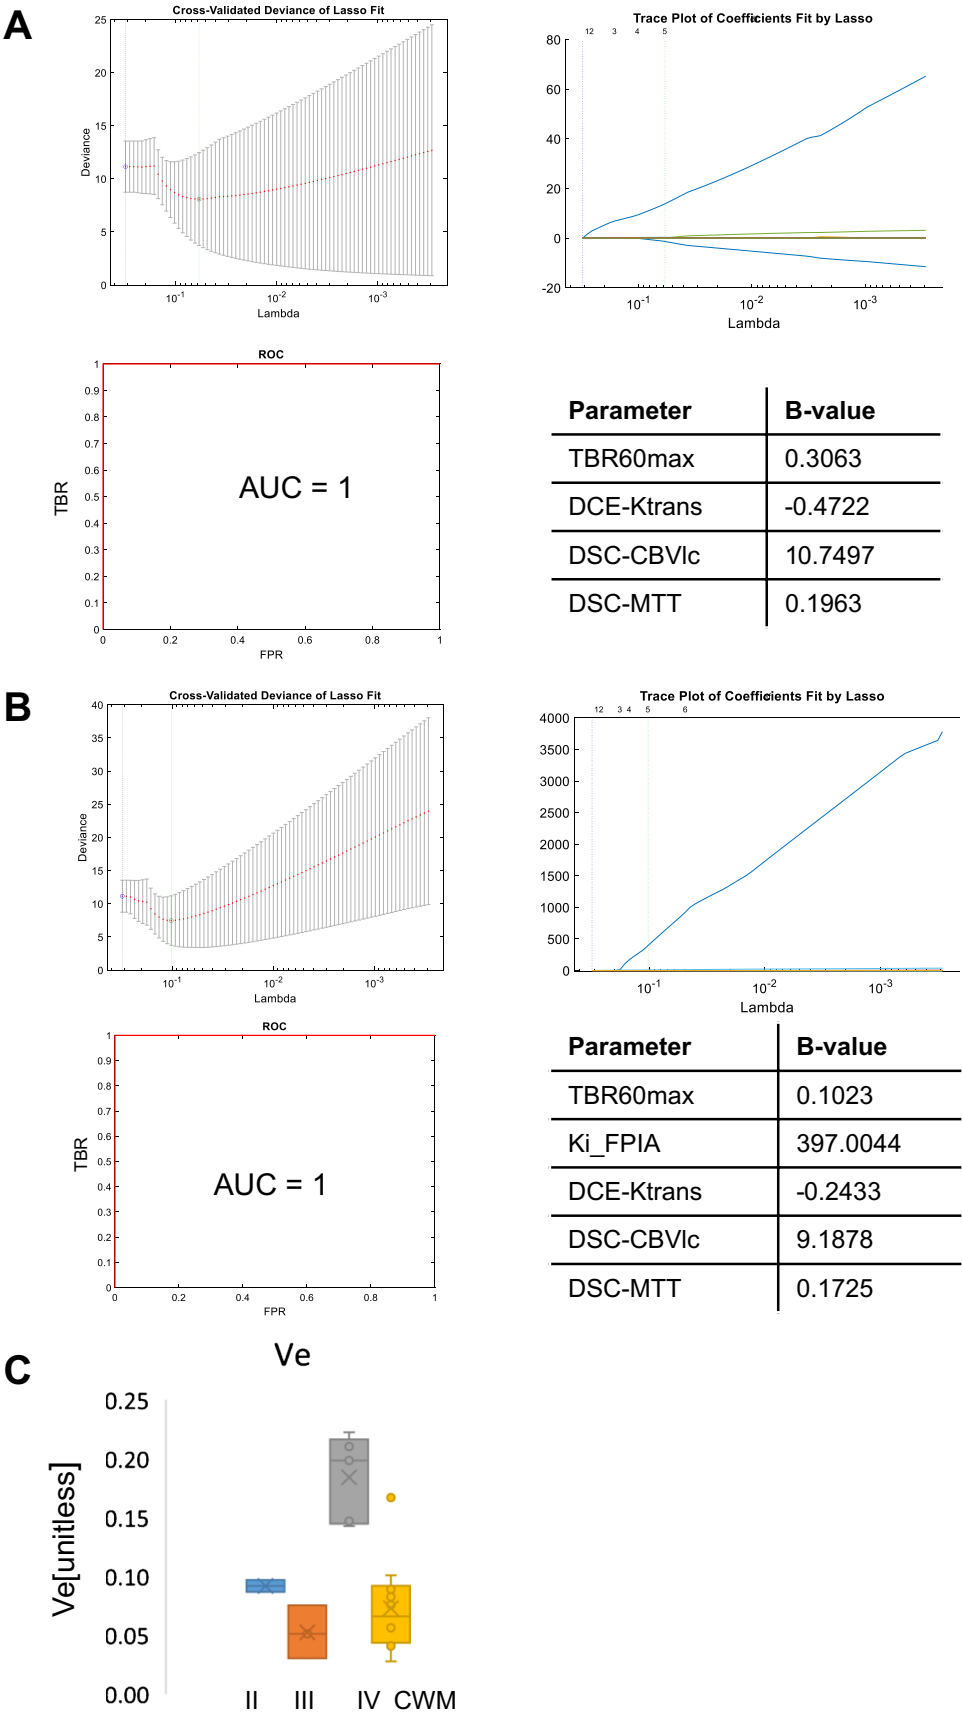 A
Cross-Validated Deviance of Lasso Fit
25
20
15
10
5
0
Deviance
10-1
10-2
10-3
Lambda
Trace Plot of Coefficients Fit by Lasso
12 3 4 5
80
60
40
20
0
-20
10-1
10-2
10-3
Lambda
ROC
1
0.9
0.8
0.7
0.6
0.5
0.4
0.3
0.2
0.1
0
TBR
AUC = 1
0 0.2 0.4 0.6 0.8 1
FPR
Parameter B-value
TBR60max 0.3063
DCE-Ktrans -0.4722
DSC-CBVlc 10.7497
DSC-MTT 0.1963
B
Cross-Validated Deviance of Lasso Fit
40
35
30
25
20
15
10
5
0
Deviance
10-1
10-2
10-3
Lambda
Trace Plot of Coefficients Fit by Lasso
12 3 4 5 6
4000
3500
3000
2500
2000
1500
1000
500
0
10-1
10-2
10-3
Lambda
ROC
1
0.9
0.8
0.7
0.6
0.5
0.4
0.3
0.2
0.1
0
TBR
AUC = 1
0 0.2 0.4 0.6 0.8 1
FPR
Parameter B-value
TBR60max 0.1023
Ki_FPIA 397.0044
DCE-Ktrans -0.2433
DSC-CBVlc 9.1878
DSC-MTT 0.1725
C
Ve
0.25
0.20
0.15
0.10
0.05
0.00
Ve[unitless]
II III IV CWM